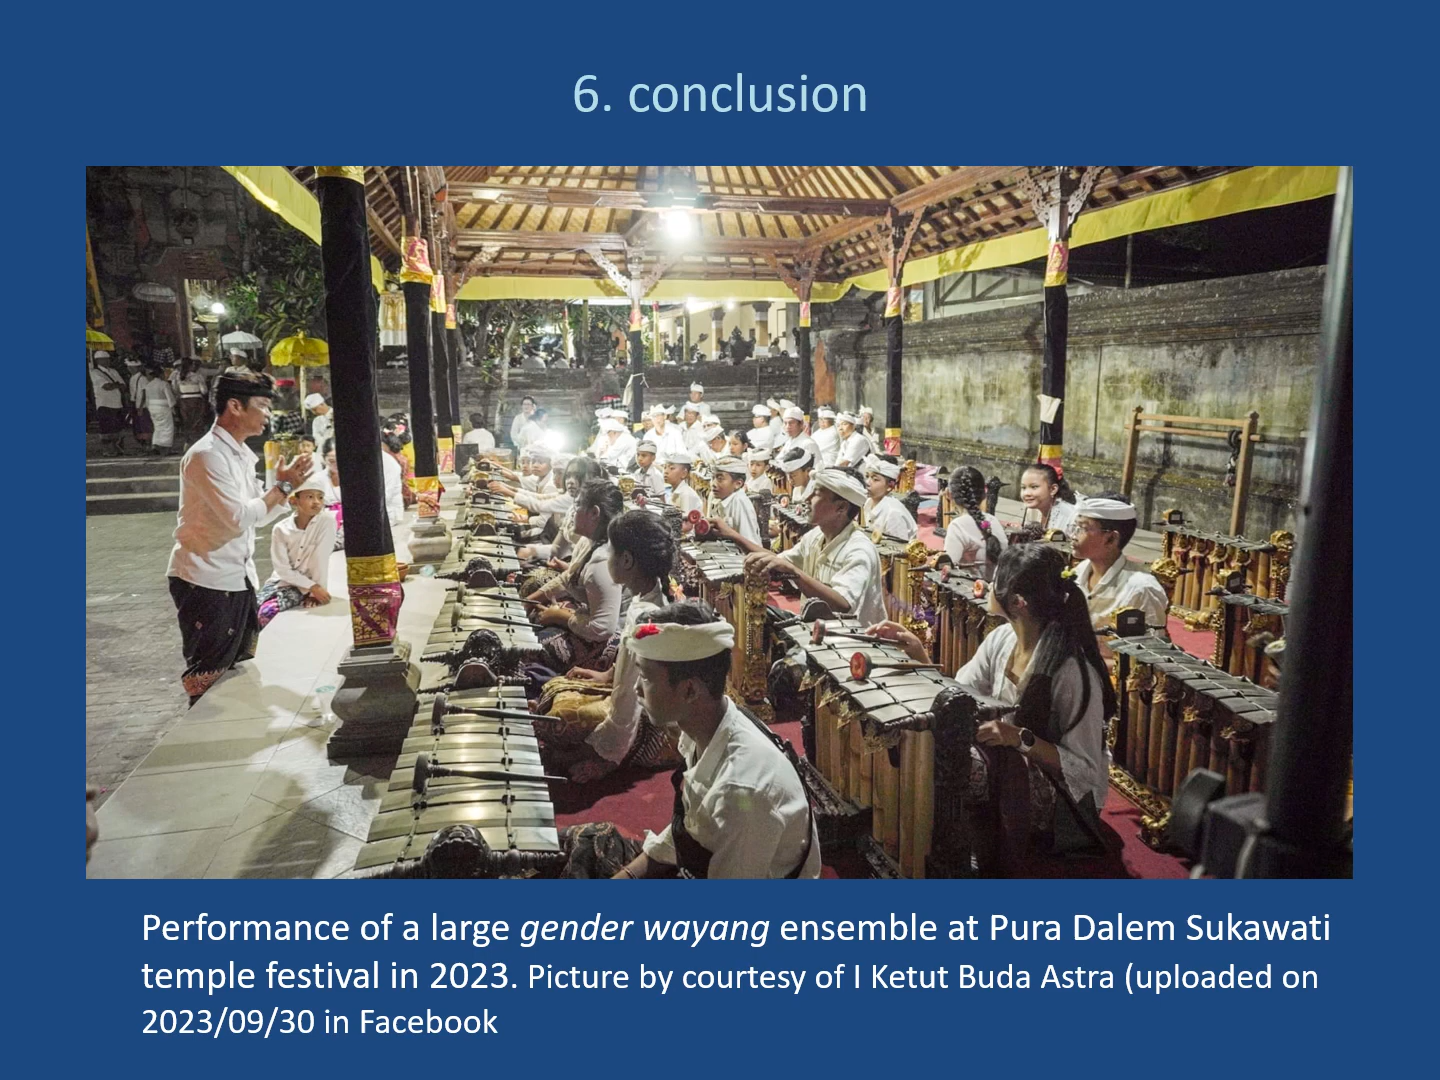 6. conclusion
Performance of a large gender wayang ensemble at Pura Dalem Sukawati
temple festival in 2023. Picture by courtesy of I Ketut Buda Astra (uploaded on
2023/09/30 in Facebook